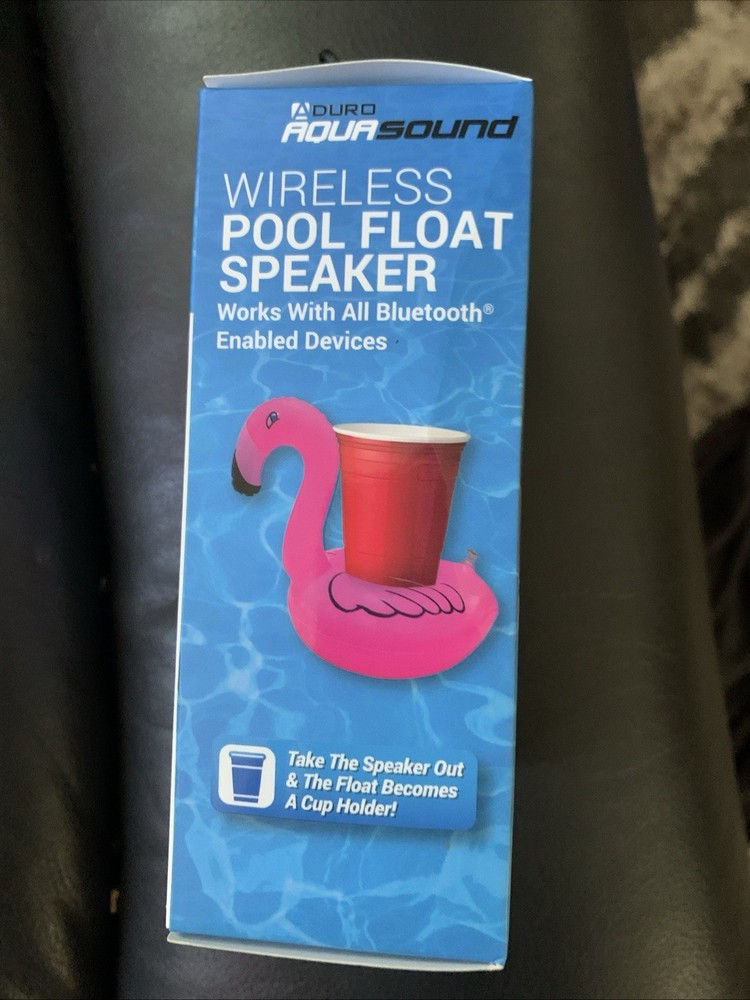 ADURO
AQUASOUND
WIRELESS
POOL FLOAT
SPEAKER
Works With All Bluetooth®
Enabled Devices
Take The Speaker Out
& The Float Becomes
A Cup Holder!